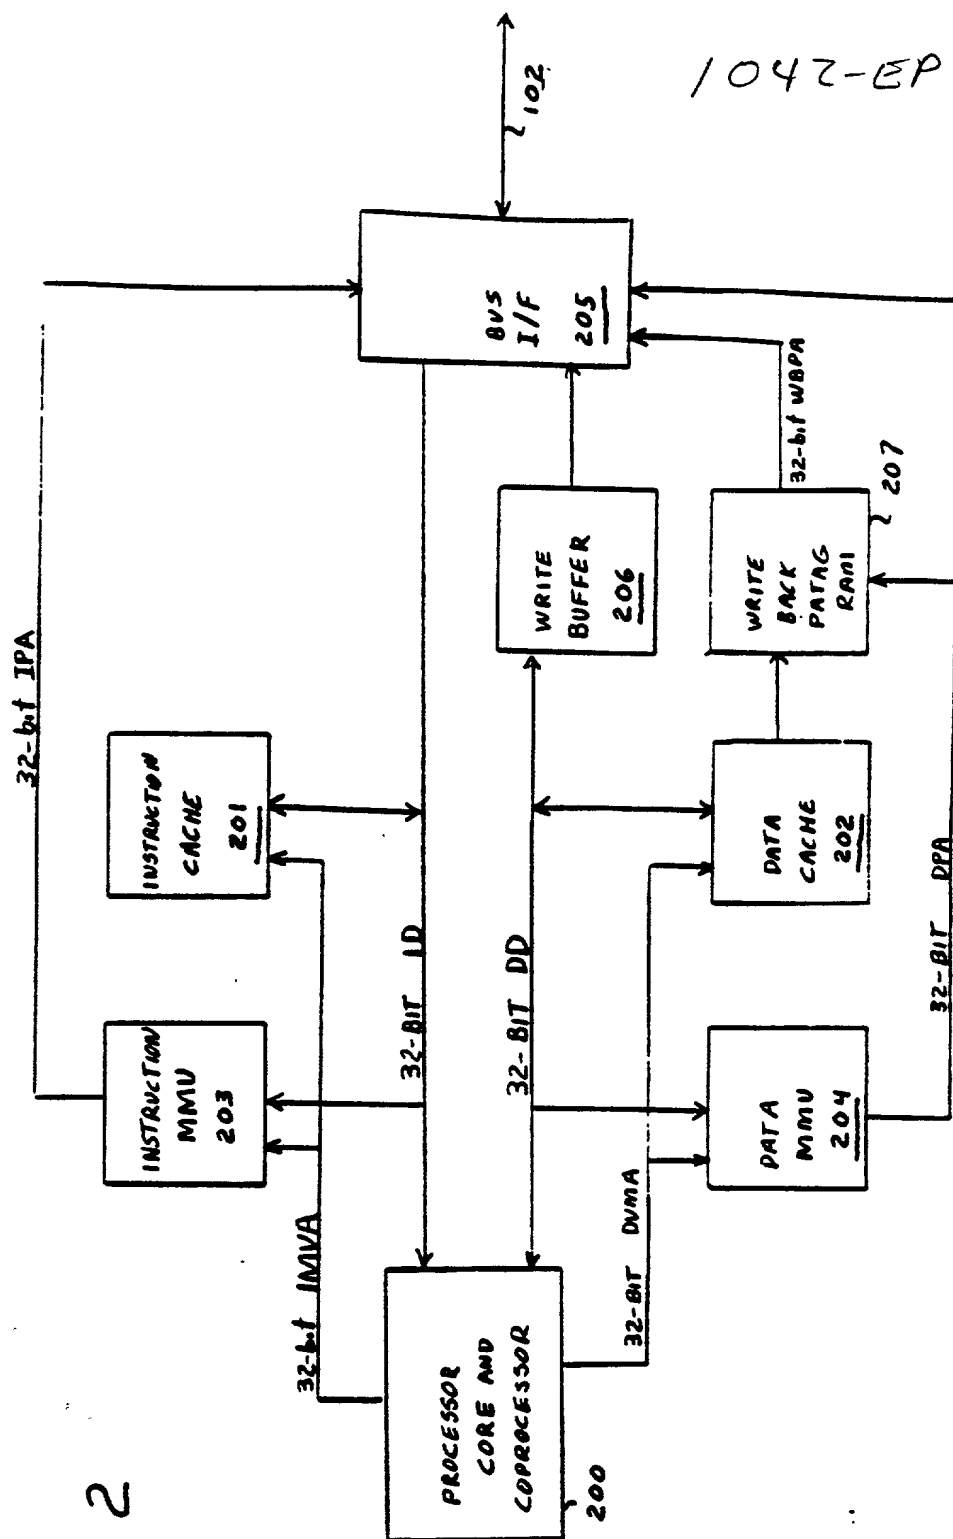 1042-EP
2
32-bit IPA
INSTRUCTION
MMU
203
INSTRUCTION
CACHE
201
32-bit IMVA
32-BIT ID
BUS
I/F
205
102
PROCESSOR
CORE AND
COPROCESSOR
200
32-BIT DD
WRITE
BUFFER
206
32-BIT DVMA
DATA
MMU
204
DATA
CACHE
202
WRITE
BACK
PATAG
RAM
207
32-bit WBPA
32-BIT DPA